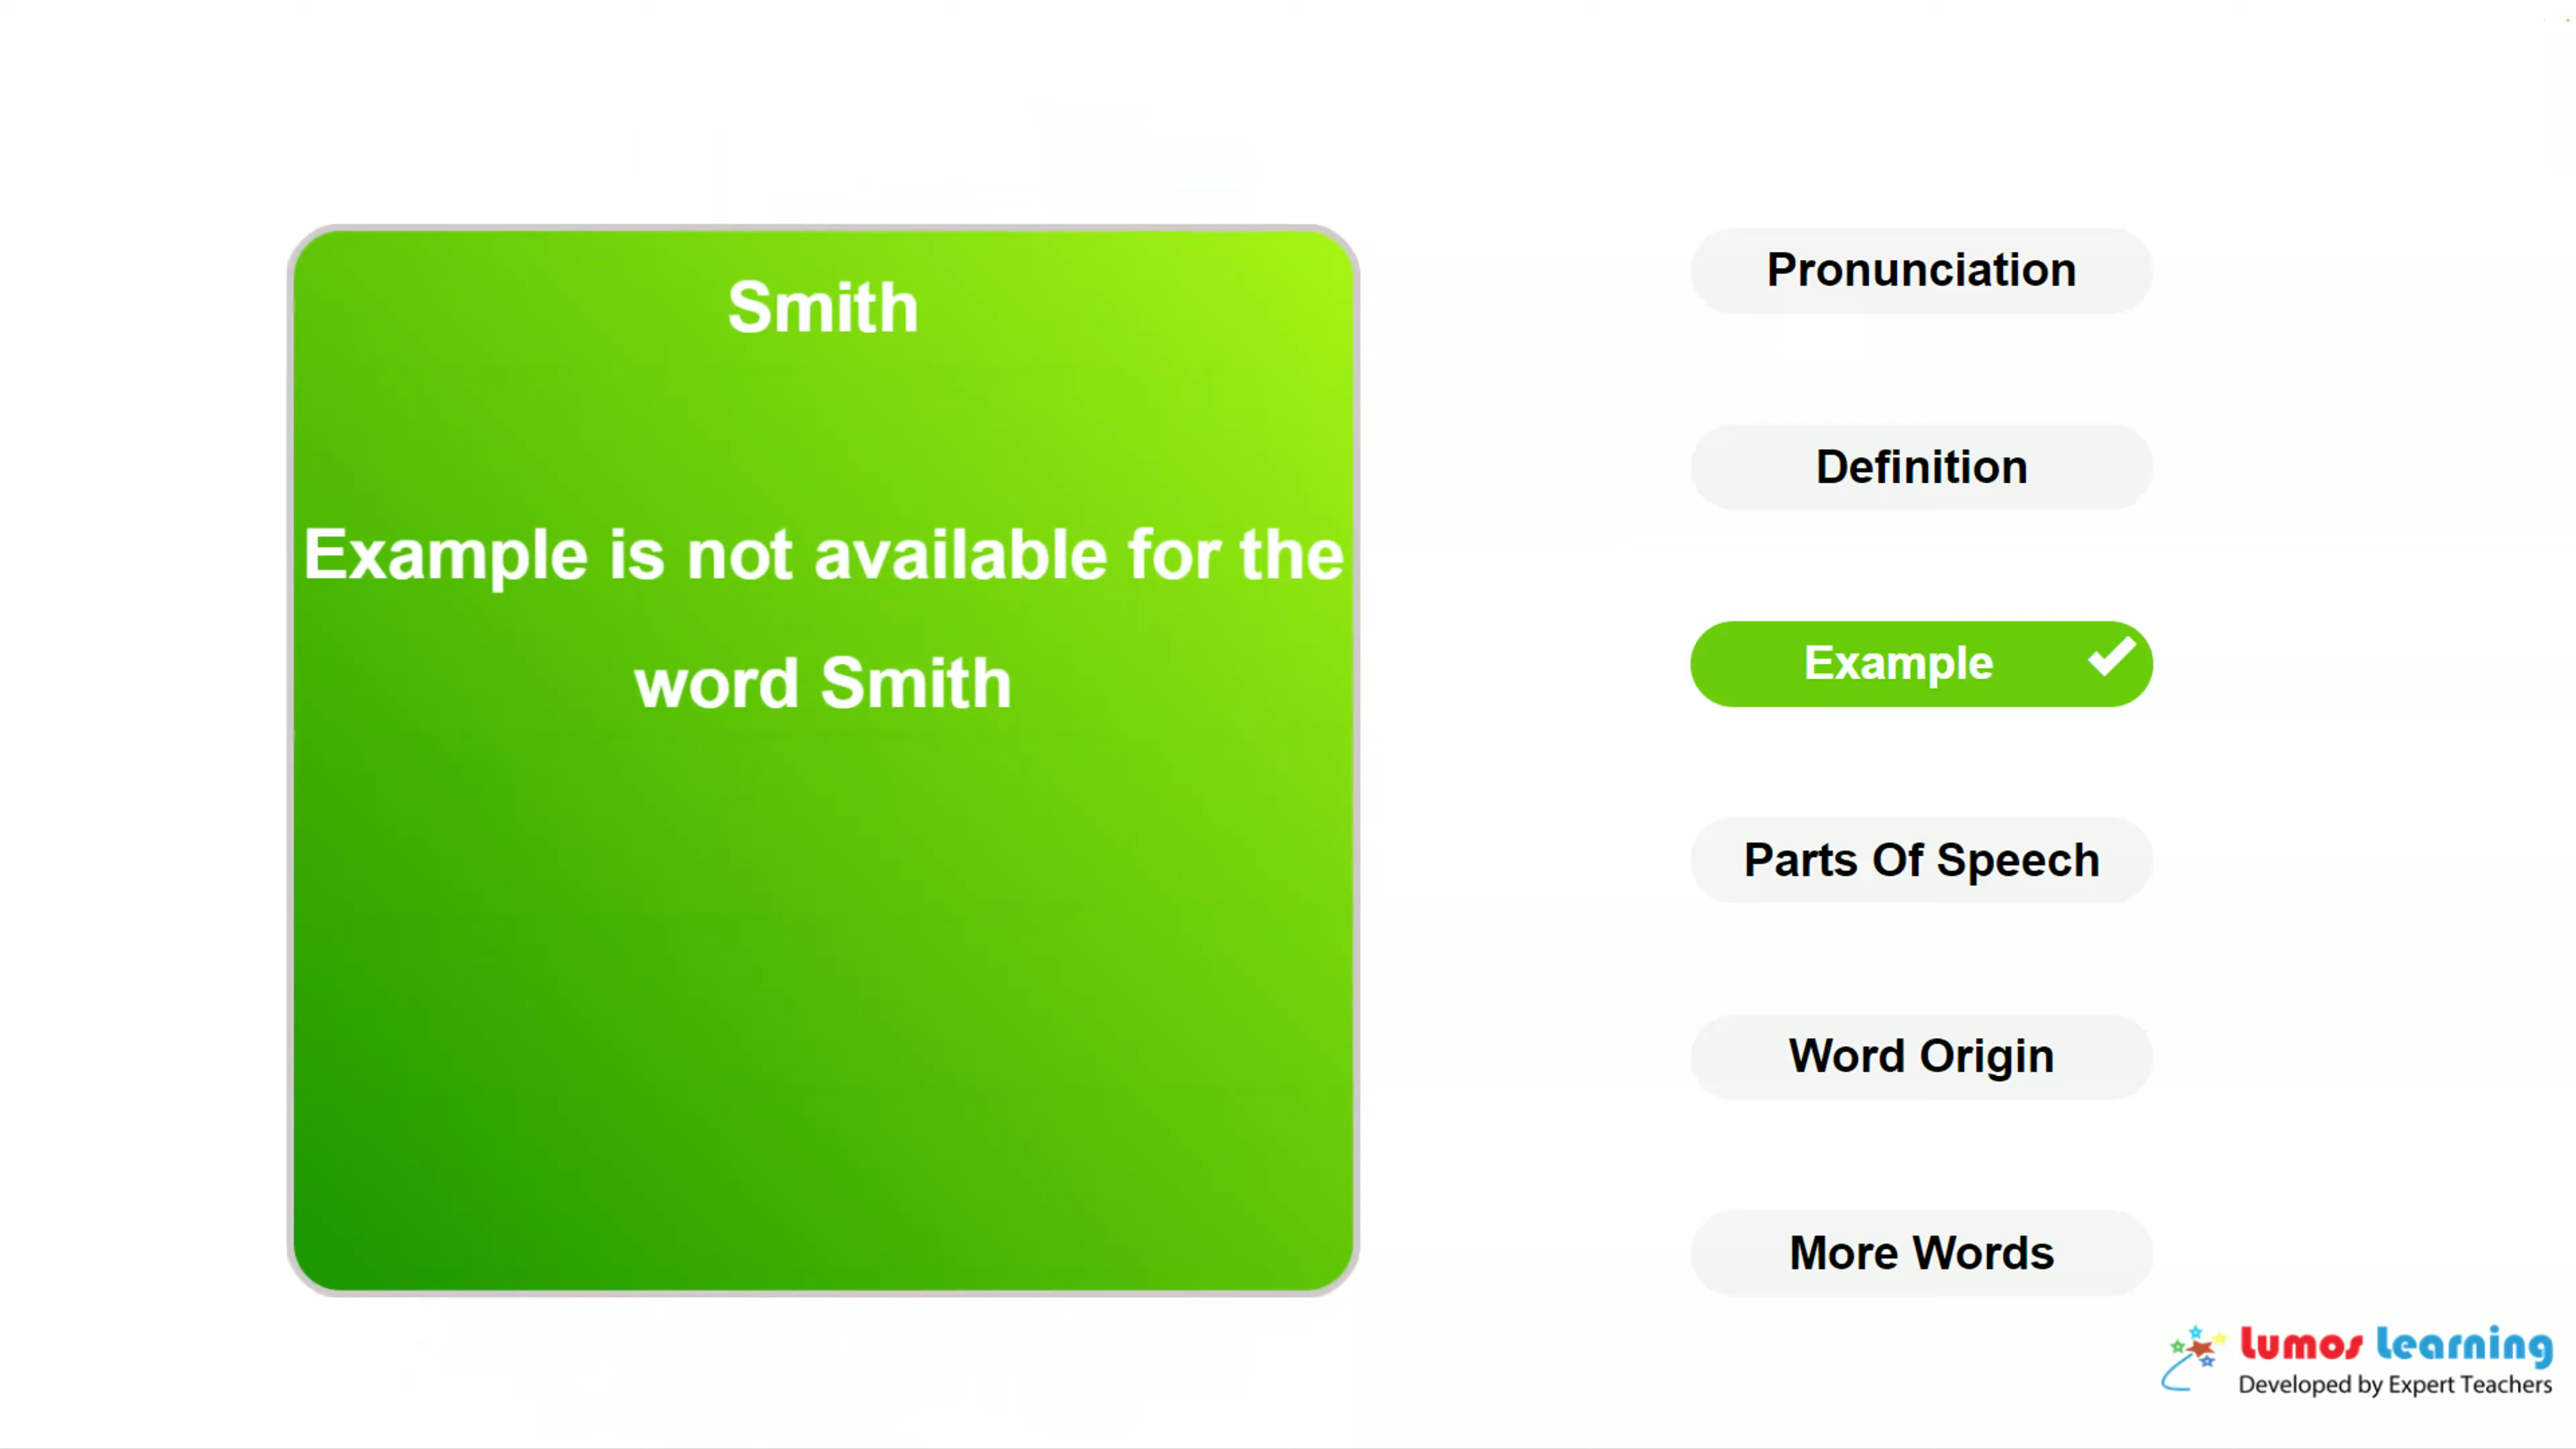 Smith
Example is not available for the
word Smith
Pronunciation
Definition
Example
Parts Of Speech
Word Origin
More Words
Lumos Learning
Developed by Expert Teachers